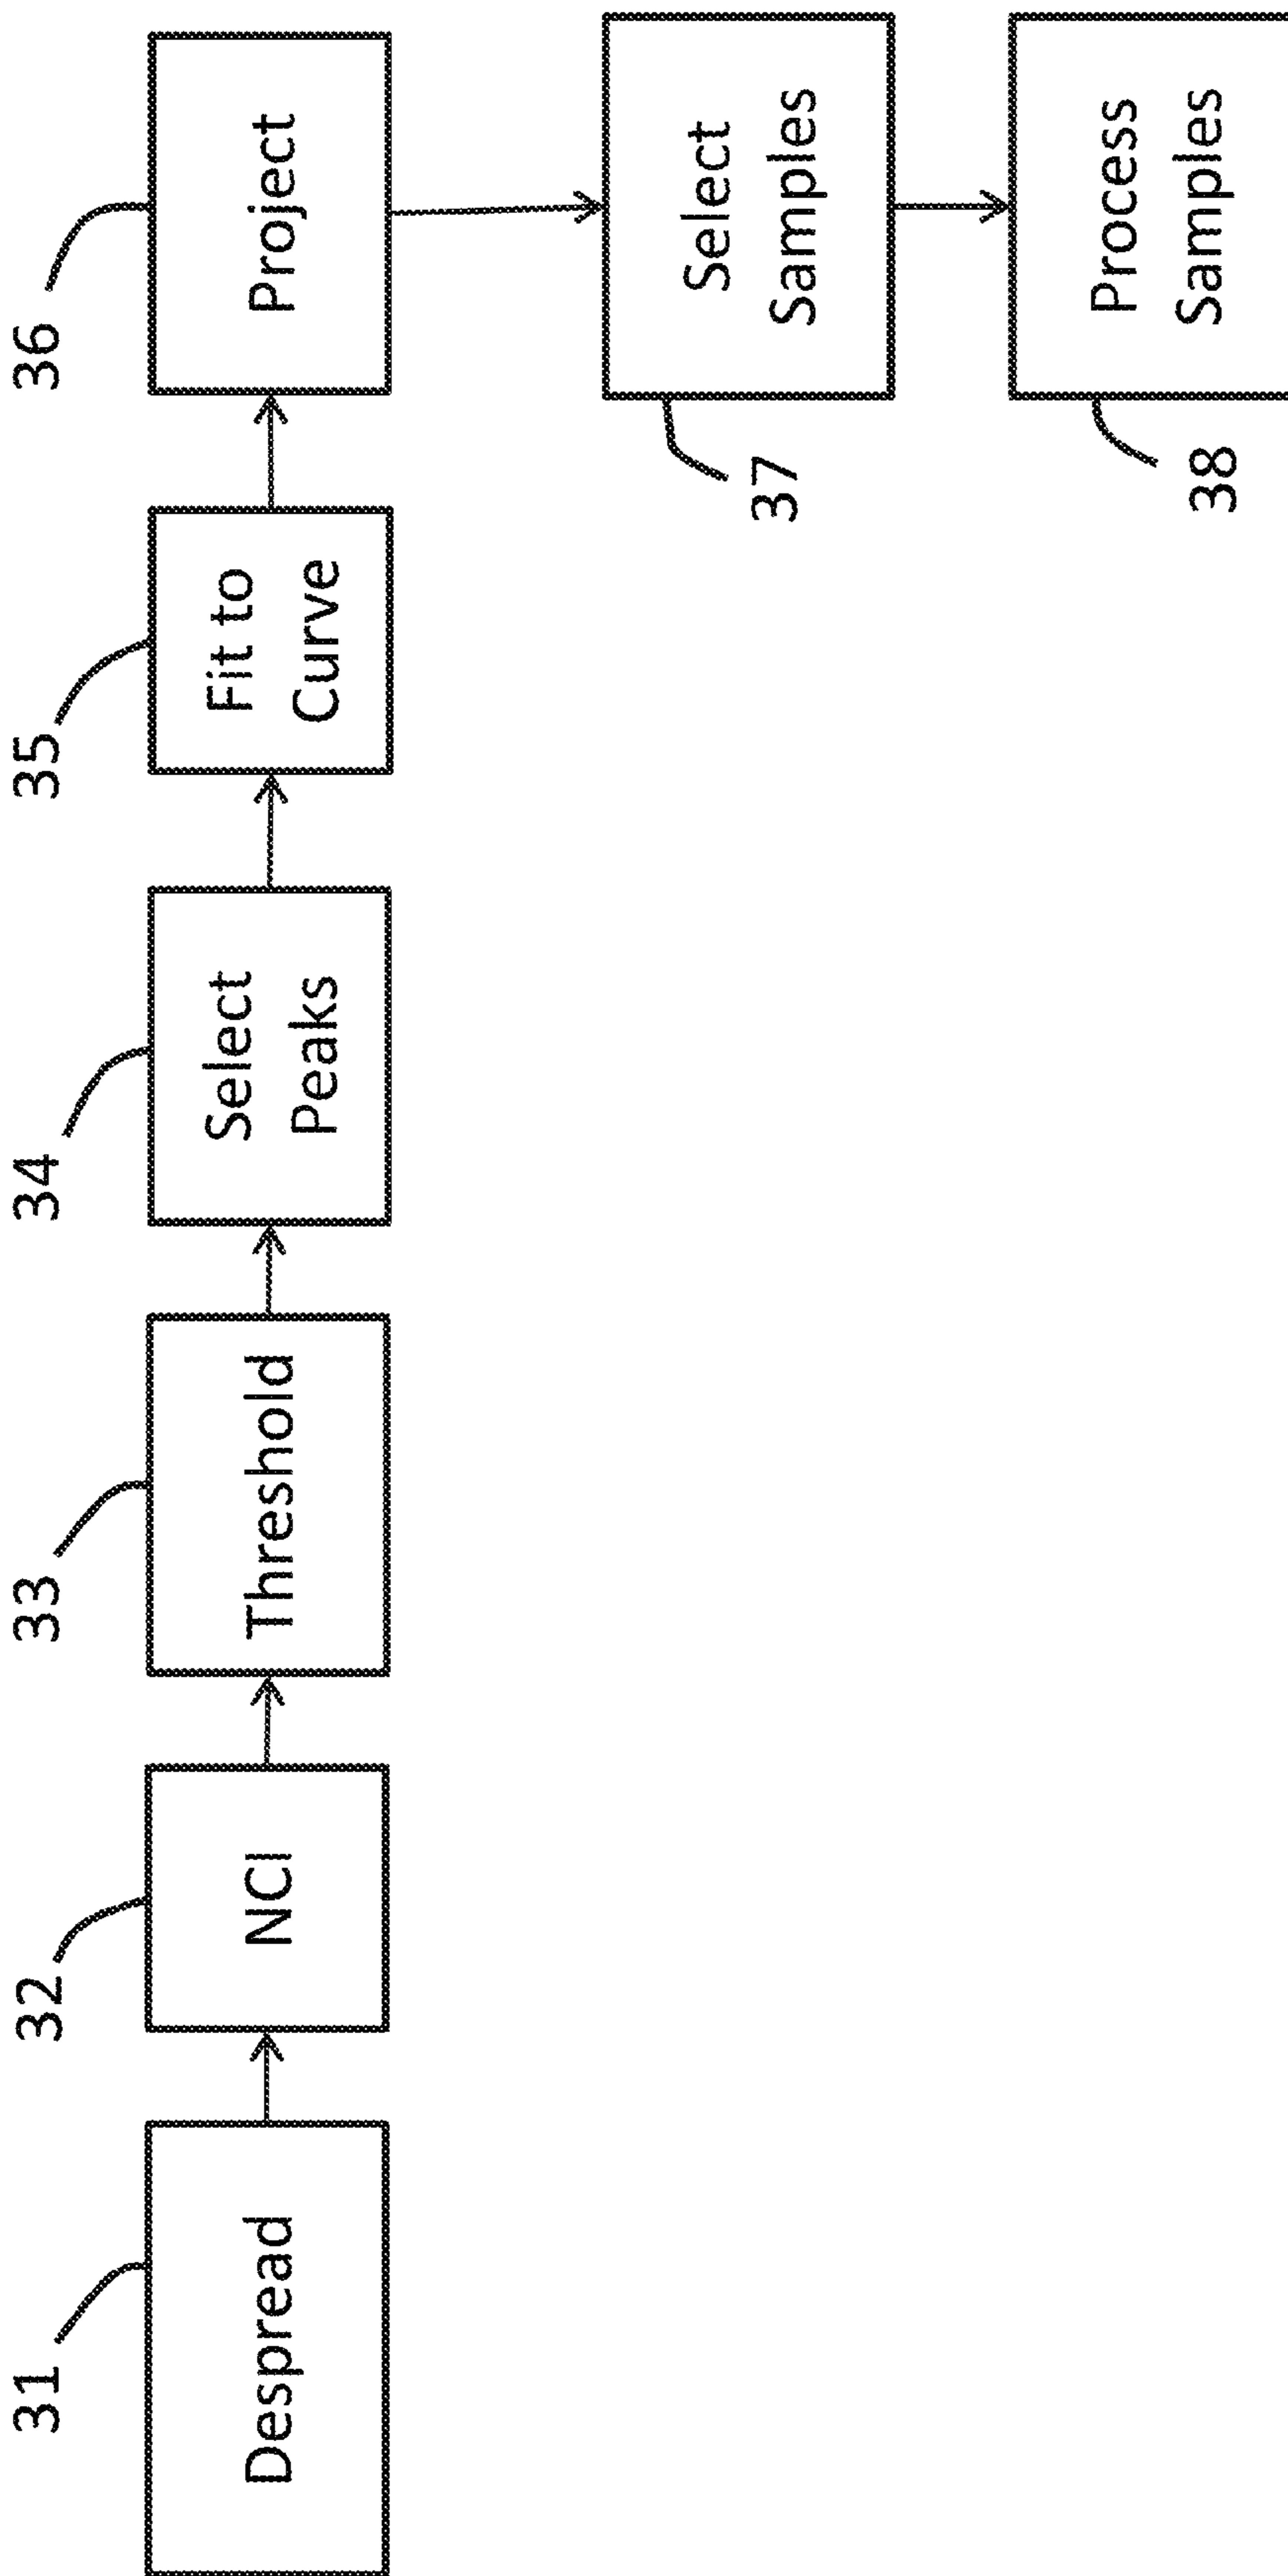 31
Despread
32
NCI
33
Threshold
34
Select
Peaks
35
Fit to
Curve
36
Project
37
Select
Samples
38
Process
Samples